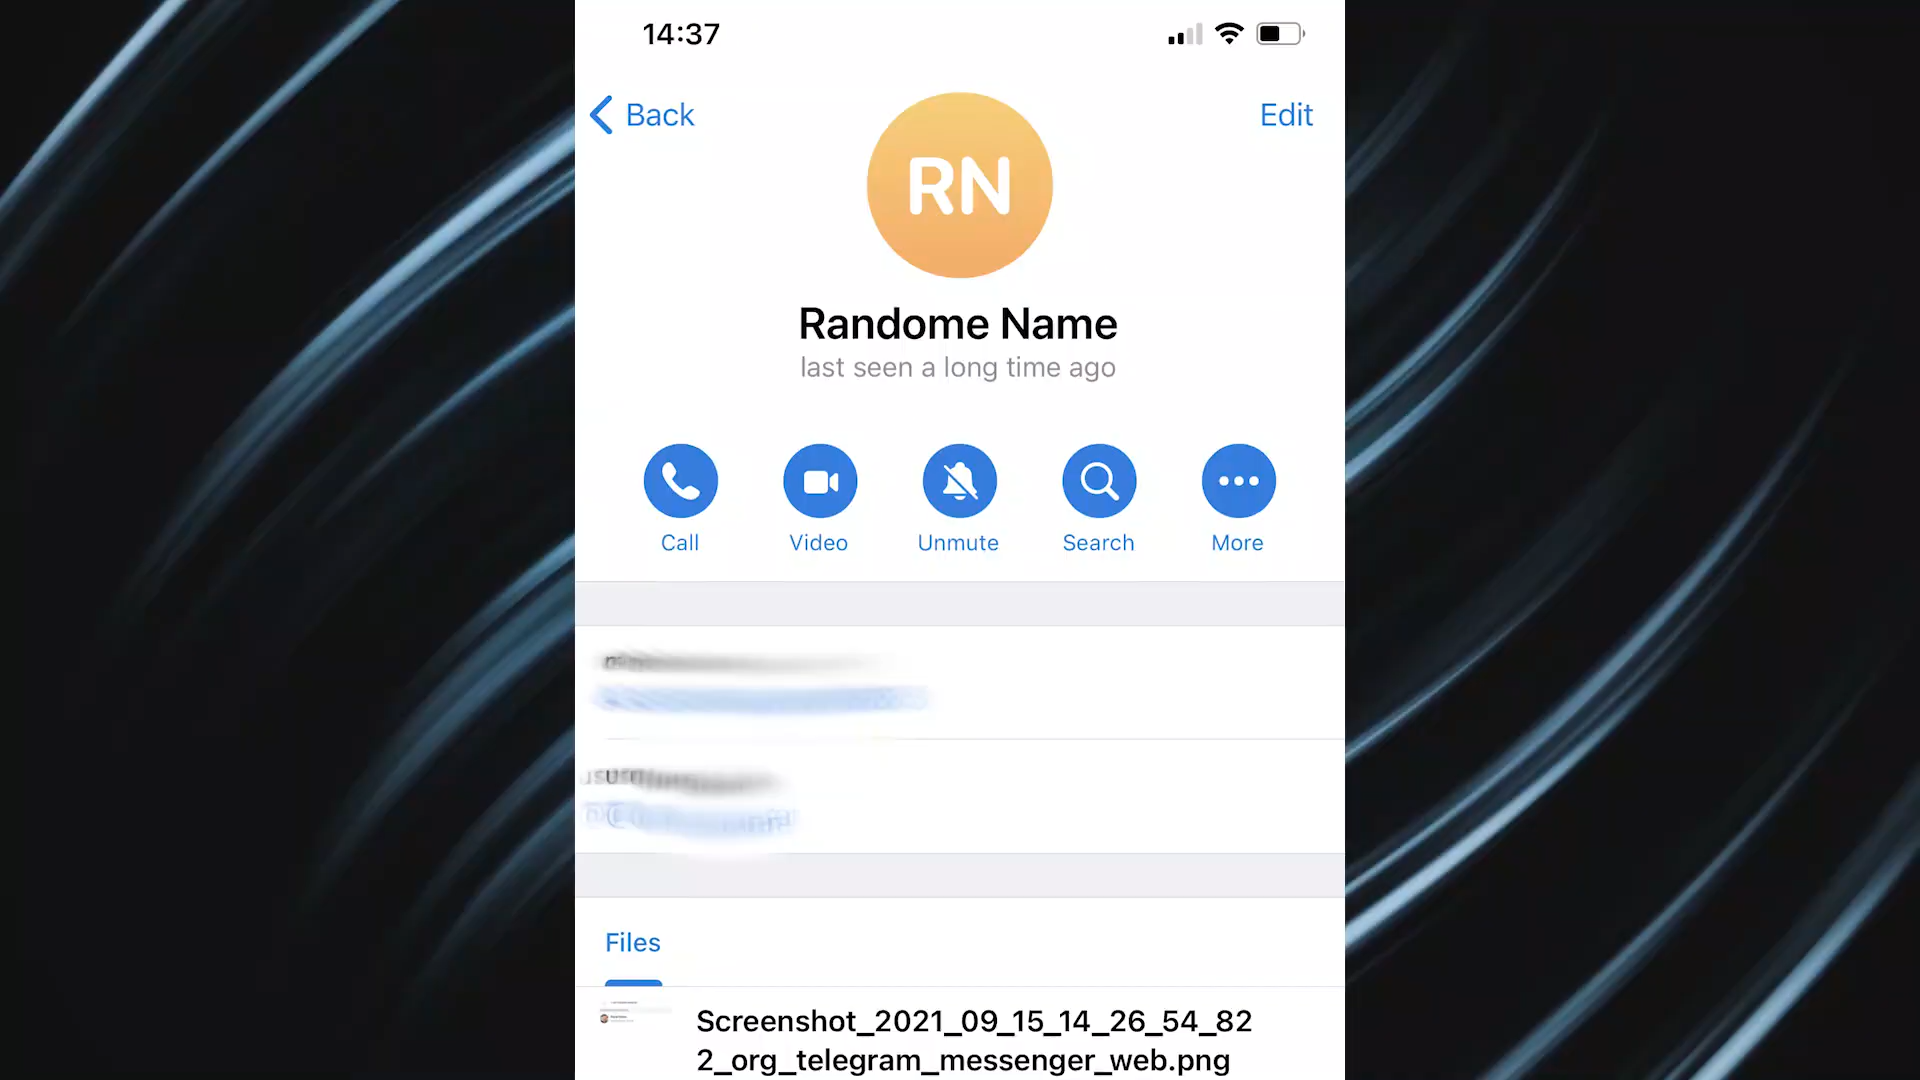 14:37
Back
Edit
RN
Randome Name
last seen a long time ago
Call
Video
Unmute
Search
More
Files
Screenshot_2021_09_15_14_26_54_82
2_org_telegram_messenger_web.png